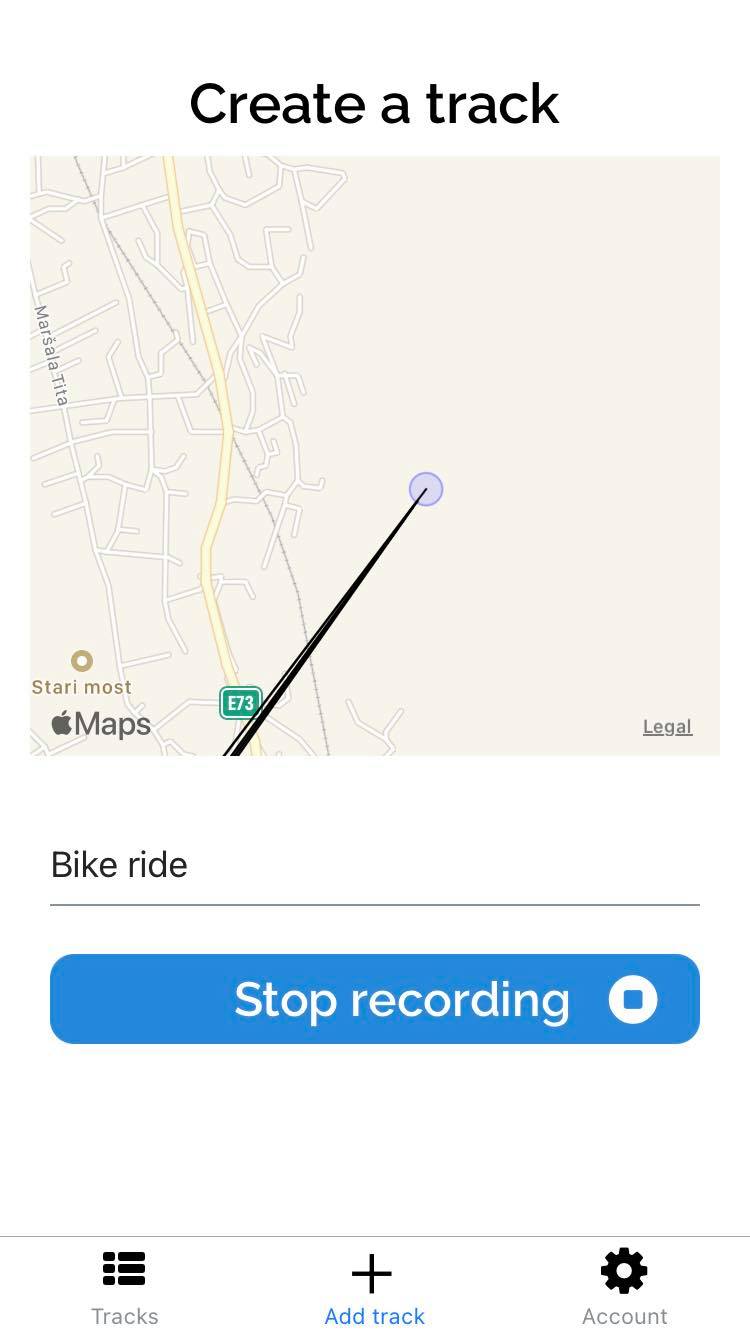 Create a track
Maršala Tita
Stari most
E73
Maps
Legal
Bike ride
Stop recording
Tracks
Add track
Account